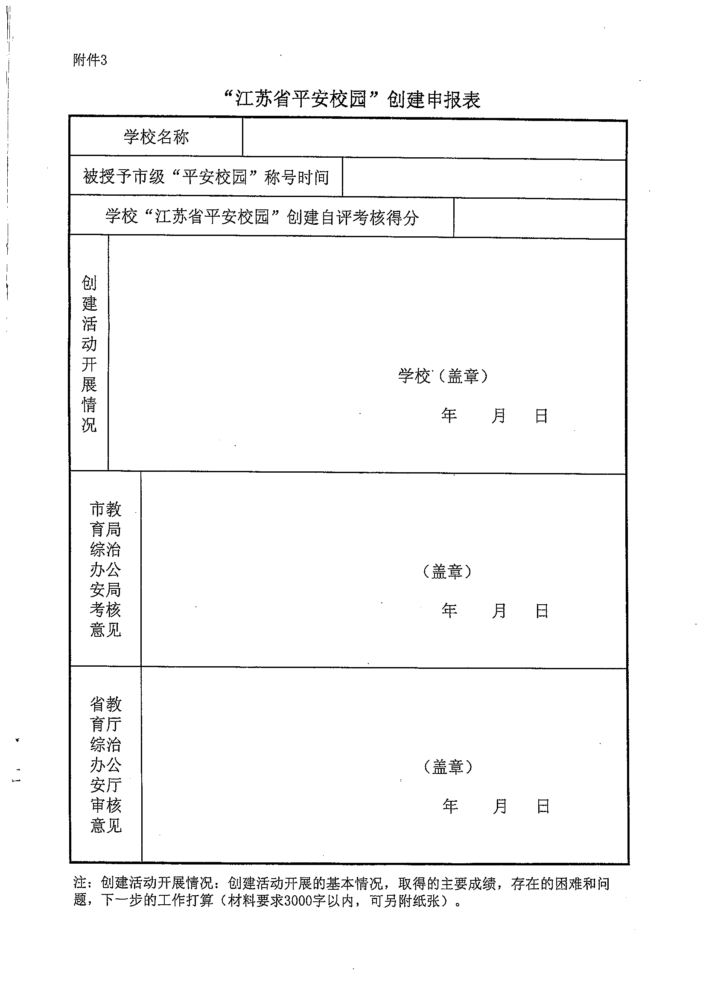 附件3
“江苏省平安校园”创建申报表
学校名称
被授予市级“平安校园”称号时间
学校“江苏省平安校园”创建自评考核得分
创
建
活
动
开
展
情
况
学校（盖章）
年 月 日
市教
育局
综治
办公
安局
考核
意见
（盖章）
年 月 日
省教
育厅
综治
办公
安厅
审核
意见
（盖章）
年 月 日
注：创建活动开展情况：创建活动开展的基本情况，取得的主要成绩，存在的困难和问
题，下一步的工作打算（材料要求3000字以内，可另附纸张）。